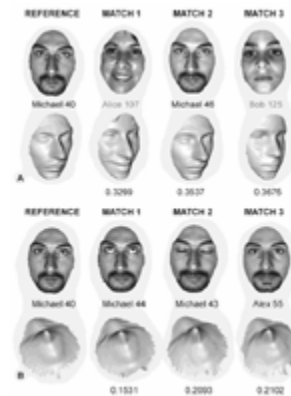 REFERENCE MATCH 1 MATCH 2 MATCH 3
Michael 40 Alice 107 Michael 46 Bob 125
A
0.3269 0.3537 0.3676
REFERENCE MATCH 1 MATCH 2 MATCH 3
Michael 40 Michael 44 Michael 43 Alex 55
B
0.1531 0.2093 0.2102